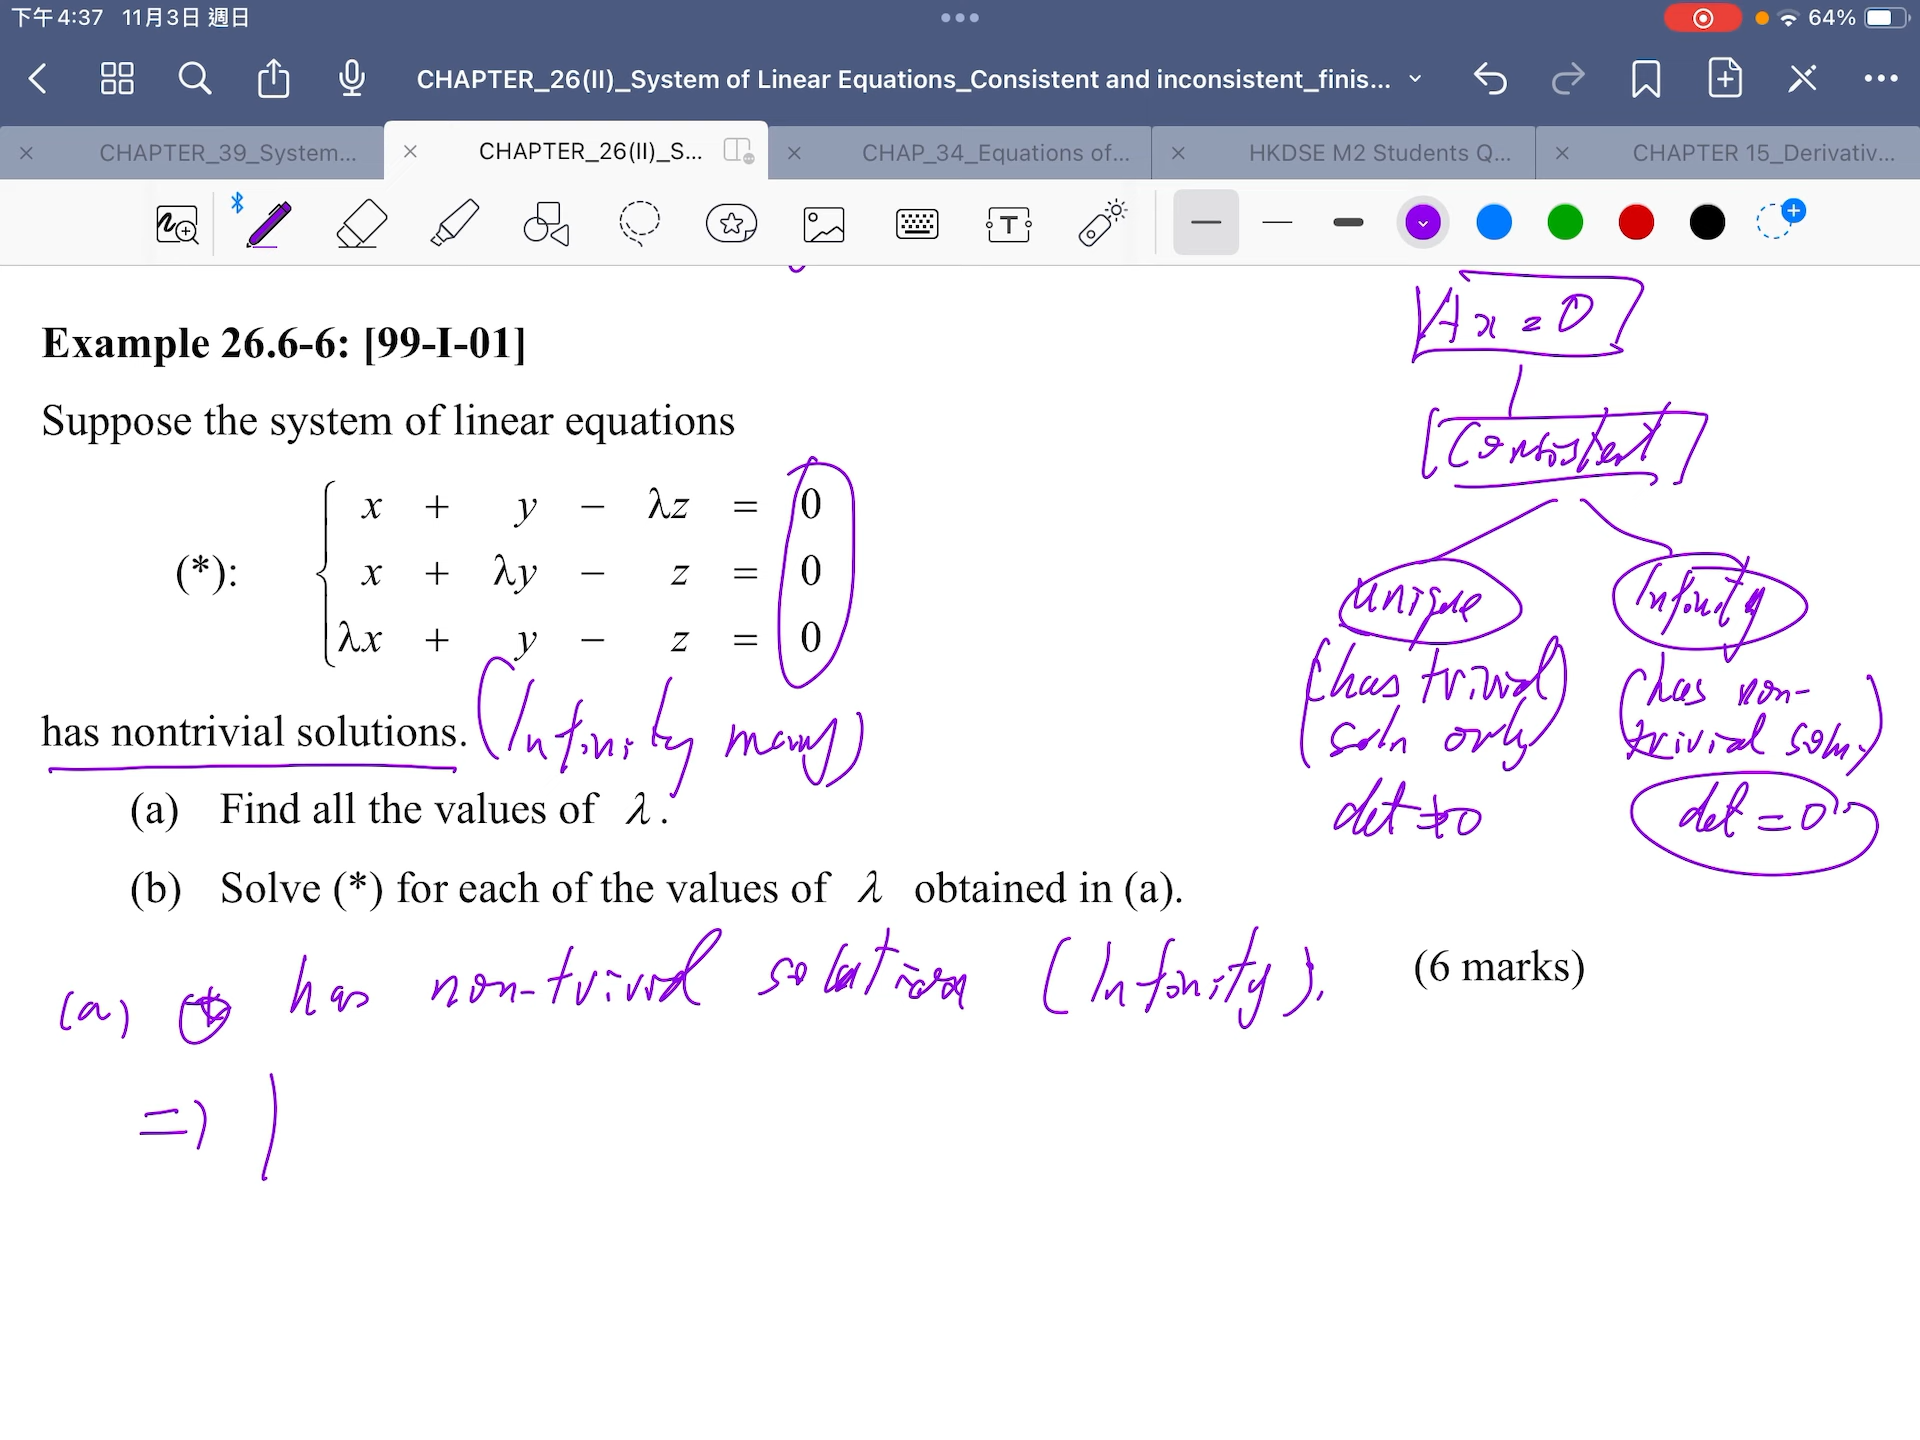 下午4:37 11月3日 週日
64%
CHAPTER_26(II)_System of Linear Equations_Consistent and inconsistent_finis...
CHAPTER_39_System...
CHAPTER_26(II)_S...
CHAP_34_Equations of...
HKDSE M2 Students Q...
CHAPTER 15_Derivativ...
Example 26.6-6: [99-I-01]
Suppose the system of linear equations
x + y − λz = 0
(*): x + λy − z = 0
λx + y − z = 0
has nontrivial solutions. (Infinity many)
(a) Find all the values of λ.
(b) Solve (*) for each of the values of λ obtained in (a).
(6 marks)
Ax = 0
Consistent
unique
(has trivial
soln only)
det ≠ 0
Infinity
(has non-
trivial soln)
det = 0
(a) (*) has non-trivial solution (Infinity).
=> |